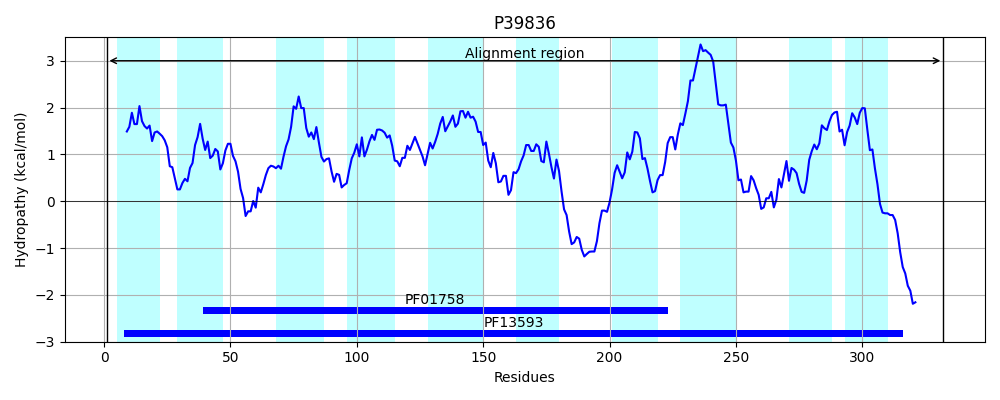 P39836
Alignment region
Hydropathy (kcal/mol)
3
2
1
0
−1
−2
−3
PF01758
PF13593
0 50 100 150 200 250 300
Residues